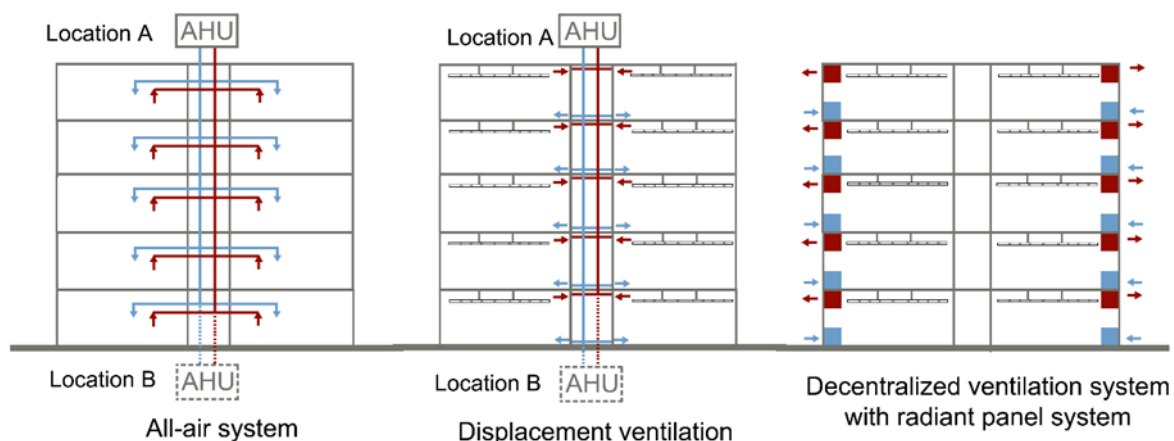 Location A
AHU
Location B
AHU
All-air system
Location A
AHU
Location B
AHU
Displacement ventilation
Decentralized ventilation system
with radiant panel system